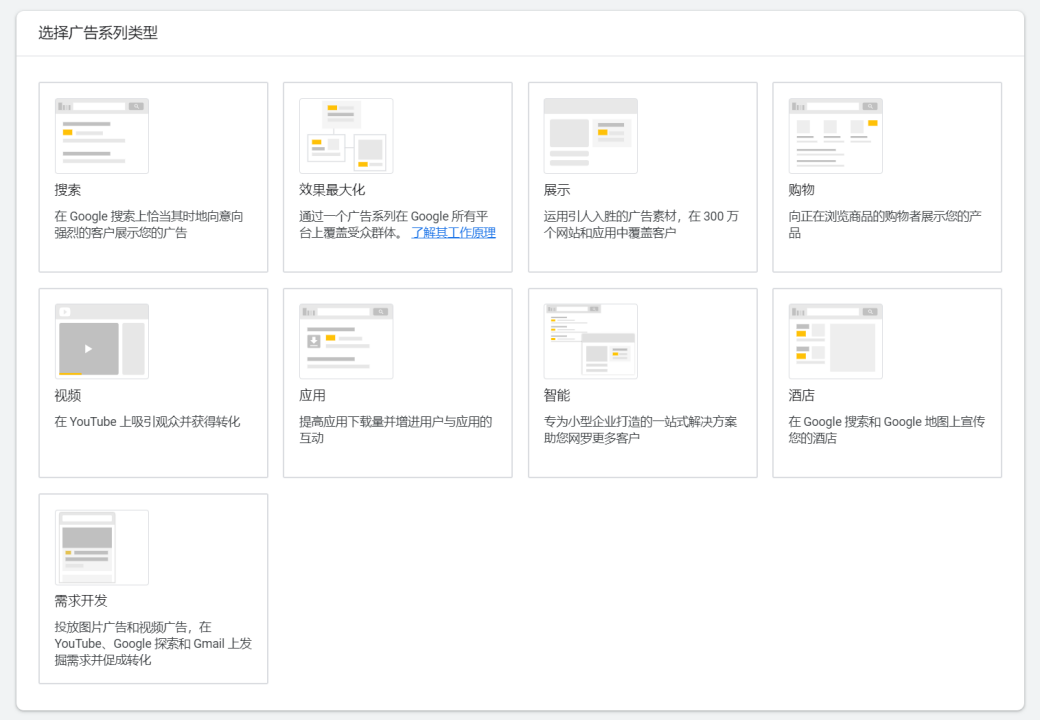 选择广告系列类型
搜索
在 Google 搜索上恰当其时地向意向
强烈的客户展示您的广告
效果最大化
通过一个广告系列在 Google 所有平
台上覆盖受众群体。 了解其工作原理
展示
运用引人入胜的广告素材，在 300 万
个网站和应用中覆盖客户
购物
向正在浏览商品的购物者展示您的产
品
视频
在 YouTube 上吸引观众并获得转化
应用
提高应用下载量并增进用户与应用的
互动
智能
专为小型企业打造的一站式解决方案
助您网罗更多客户
酒店
在 Google 搜索和 Google 地图上宣传
您的酒店
需求开发
投放图片广告和视频广告，在
YouTube、Google 探索和 Gmail 上发
掘需求并促成转化